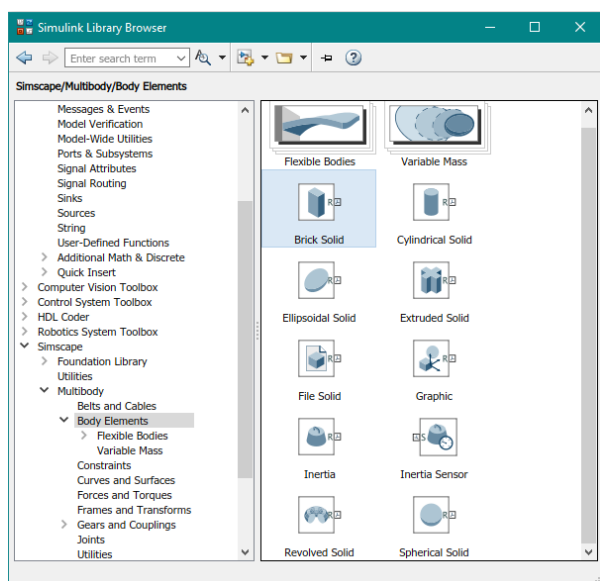 Simulink Library Browser
Enter search term
Simscape/Multibody/Body Elements
Messages & Events
Model Verification
Model-Wide Utilities
Ports & Subsystems
Signal Attributes
Signal Routing
Sinks
Sources
String
User-Defined Functions
Additional Math & Discrete
Quick Insert
Computer Vision Toolbox
Control System Toolbox
HDL Coder
Robotics System Toolbox
Simscape
Foundation Library
Utilities
Multibody
Belts and Cables
Body Elements
Flexible Bodies
Variable Mass
Constraints
Curves and Surfaces
Forces and Torques
Frames and Transforms
Gears and Couplings
Joints
Utilities
Flexible Bodies
Variable Mass
R
R
Brick Solid
Cylindrical Solid
R
R
Ellipsoidal Solid
Extruded Solid
R
R
File Solid
Graphic
R
S
Inertia
Inertia Sensor
R
R
Revolved Solid
Spherical Solid